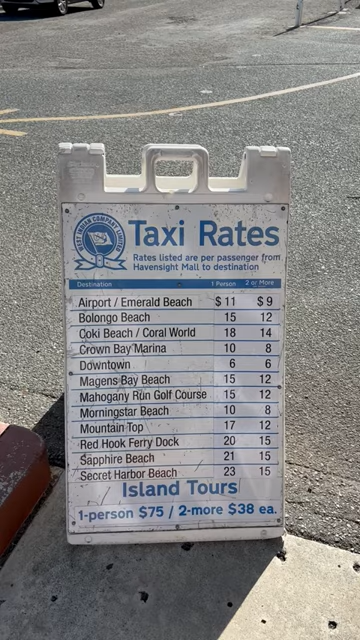 WEST INDIAN COMPANY LIMITED
Taxi Rates
Rates listed are per passenger from
Havensight Mall to destination
Destination 1 Person 2 or More
Airport / Emerald Beach $ 11 $ 9
Bolongo Beach 15 12
Coki Beach / Coral World 18 14
Crown Bay Marina 10 8
Downtown 6 6
Magens Bay Beach 15 12
Mahogany Run Golf Course 15 12
Morningstar Beach 10 8
Mountain Top 17 12
Red Hook Ferry Dock 20 15
Sapphire Beach 21 15
Secret Harbor Beach 23 15
Island Tours
1-person $75 / 2-more $38 ea.